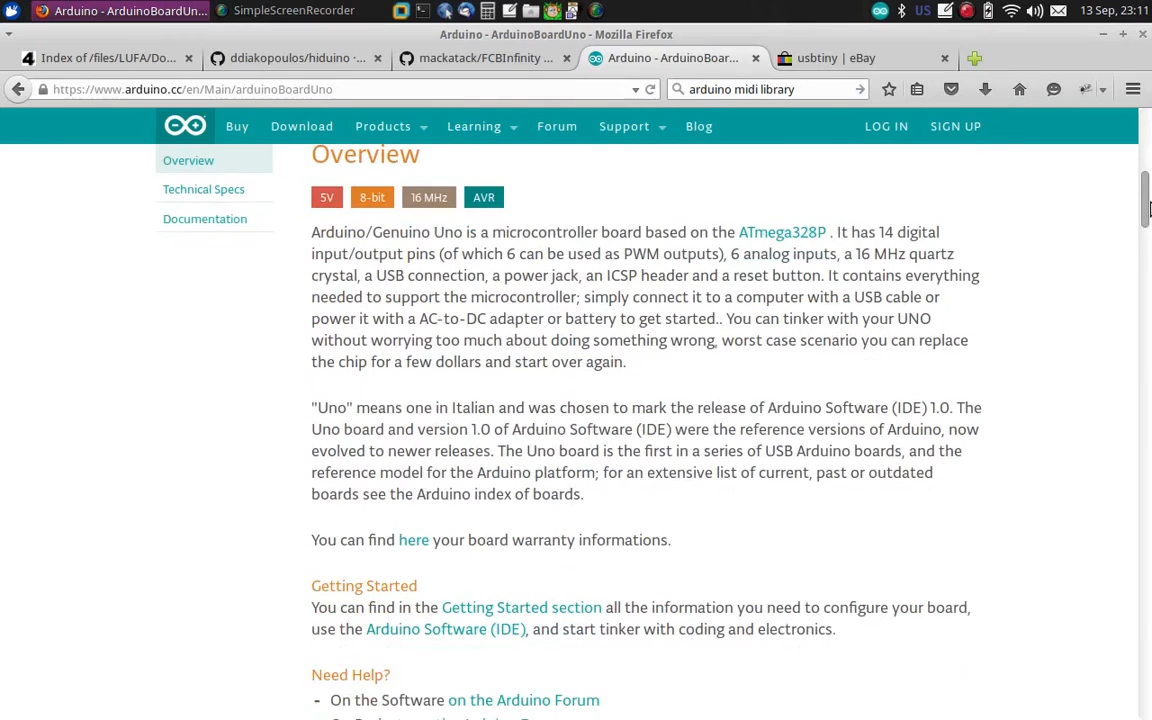 Arduino - ArduinoBoardUn...
SimpleScreenRecorder
US
13 Sep, 23:11
Arduino - ArduinoBoardUno - Mozilla Firefox
Index of /files/LUFA/Do...
ddiakopoulos/hiduino ·...
mackatack/FCBInfinity ...
Arduino - ArduinoBoar...
usbtiny | eBay
https://www.arduino.cc/en/Main/arduinoBoardUno
arduino midi library
Buy
Download
Products
Learning
Forum
Support
Blog
LOG IN
SIGN UP
Overview
Technical Specs
Documentation
Overview
5V
8-bit
16 MHz
AVR
Arduino/Genuino Uno is a microcontroller board based on the ATmega328P . It has 14 digital
input/output pins (of which 6 can be used as PWM outputs), 6 analog inputs, a 16 MHz quartz
crystal, a USB connection, a power jack, an ICSP header and a reset button. It contains everything
needed to support the microcontroller; simply connect it to a computer with a USB cable or
power it with a AC-to-DC adapter or battery to get started.. You can tinker with your UNO
without worrying too much about doing something wrong, worst case scenario you can replace
the chip for a few dollars and start over again.
"Uno" means one in Italian and was chosen to mark the release of Arduino Software (IDE) 1.0. The
Uno board and version 1.0 of Arduino Software (IDE) were the reference versions of Arduino, now
evolved to newer releases. The Uno board is the first in a series of USB Arduino boards, and the
reference model for the Arduino platform; for an extensive list of current, past or outdated
boards see the Arduino index of boards.
You can find here your board warranty informations.
Getting Started
You can find in the Getting Started section all the information you need to configure your board,
use the Arduino Software (IDE), and start tinker with coding and electronics.
Need Help?
- On the Software on the Arduino Forum